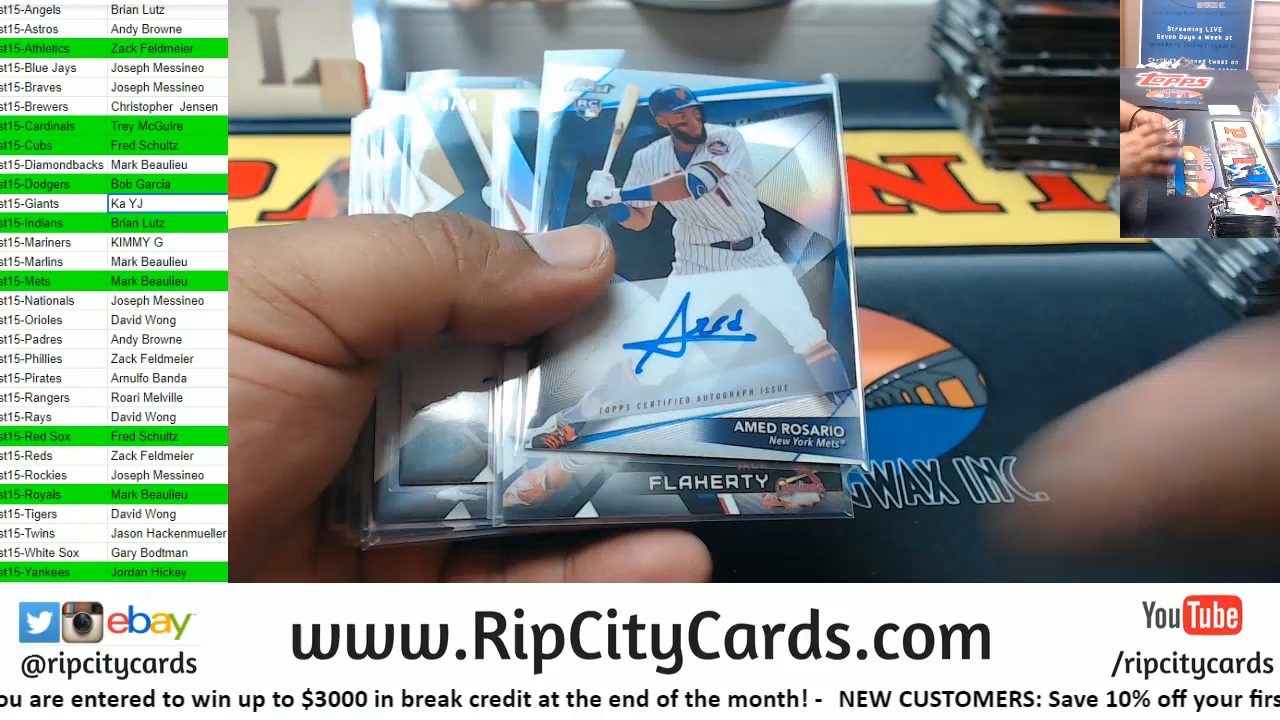 st15-Angels Brian Lutz
st15-Astros Andy Browne
st15-Athletics Zack Feldmeier
st15-Blue Jays Joseph Messineo
st15-Braves Joseph Messineo
st15-Brewers Christopher Jensen
st15-Cardinals Trey McGuire
st15-Cubs Fred Schultz
st15-Diamondbacks Mark Beaulieu
st15-Dodgers Bob Garcia
st15-Giants Ka YJ
st15-Indians Brian Lutz
st15-Mariners KIMMY G
st15-Marlins Mark Beaulieu
st15-Mets Mark Beaulieu
st15-Nationals Joseph Messineo
st15-Orioles David Wong
st15-Padres Andy Browne
st15-Phillies Zack Feldmeier
st15-Pirates Arnulfo Banda
st15-Rangers Roari Melville
st15-Rays David Wong
st15-Red Sox Fred Schultz
st15-Reds Zack Feldmeier
st15-Rockies Joseph Messineo
st15-Royals Mark Beaulieu
st15-Tigers David Wong
st15-Twins Jason Hackenmueller
st15-White Sox Gary Bodtman
st15-Yankees Jordan Hickey
RC
TOPPS CERTIFIED AUTOGRAPH ISSUE
AMED ROSARIO
New York Mets®
FLAHERTY
GWAX INC.
Streaming LIVE
Seven Days a Week at
Topps
ebay
@ripcitycards
www.RipCityCards.com
YouTube
/ripcitycards
ou are entered to win up to $3000 in break credit at the end of the month! - NEW CUSTOMERS: Save 10% off your firs